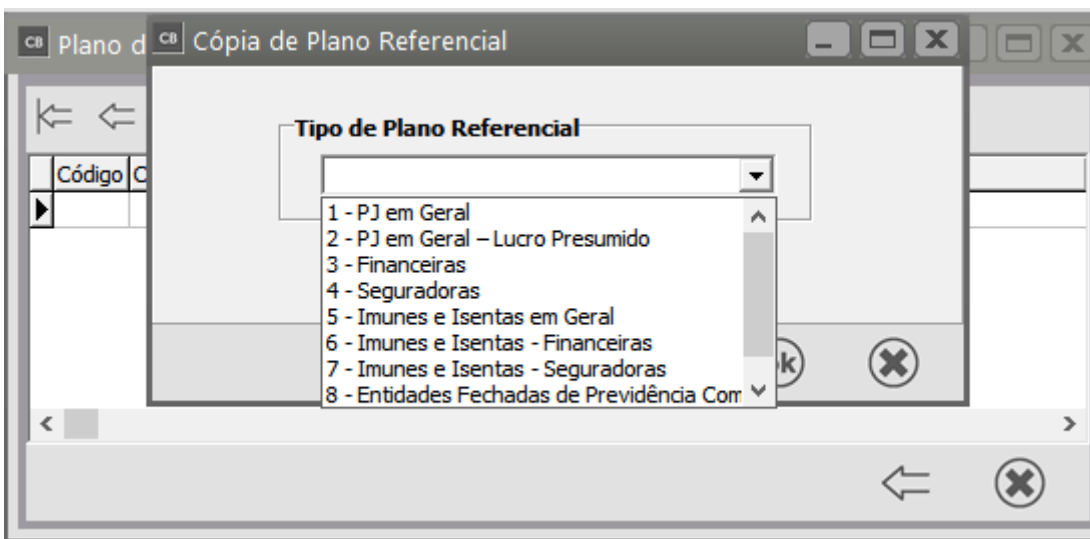 CB Plano d
CB Cópia de Plano Referencial
Tipo de Plano Referencial
Código
1 - PJ em Geral
2 - PJ em Geral – Lucro Presumido
3 - Financeiras
4 - Seguradoras
5 - Imunes e Isentas em Geral
6 - Imunes e Isentas - Financeiras
7 - Imunes e Isentas - Seguradoras
8 - Entidades Fechadas de Previdência Com